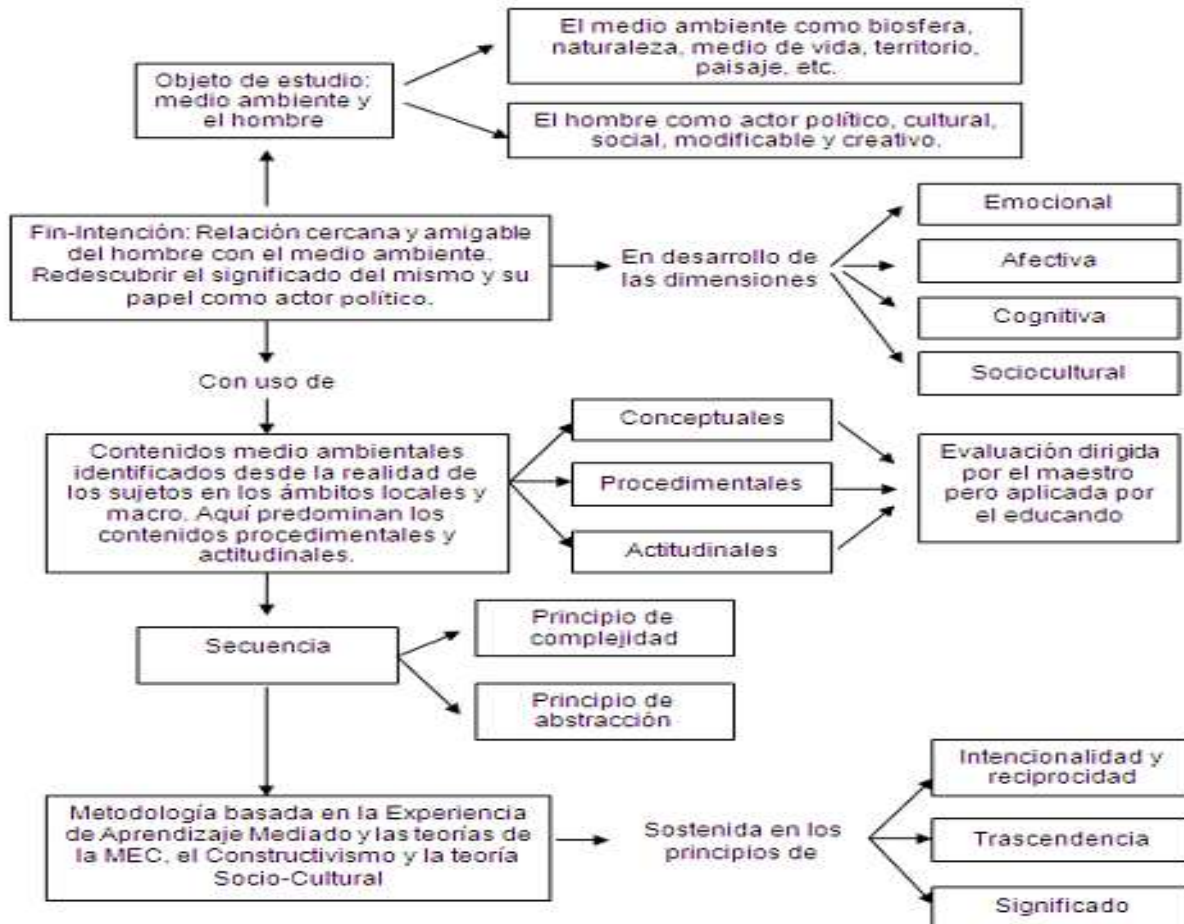 El medio ambiente como biosfera,
naturaleza, medio de vida, territorio,
paisaje, etc.
Objeto de estudio:
medio ambiente y
el hombre
El hombre como actor político, cultural,
social, modificable y creativo.
Fin-Intención: Relación cercana y amigable
del hombre con el medio ambiente.
Redescubrir el significado del mismo y su
papel como actor político.
En desarrollo de
las dimensiones
Emocional
Afectiva
Cognitiva
Sociocultural
Con uso de
Contenidos medio ambientales
identificados desde la realidad de
los sujetos en los ámbitos locales y
macro. Aquí predominan los
contenidos procedimentales y
actitudinales.
Conceptuales
Procedimentales
Actitudinales
Evaluación dirigida
por el maestro
pero aplicada por
el educando
Secuencia
Principio de
complejidad
Principio de
abstracción
Metodología basada en la Experiencia
de Aprendizaje Mediado y las teorías de
la MEC, el Constructivismo y la teoría
Socio-Cultural
Sostenida en los
principios de
Intencionalidad y
reciprocidad
Trascendencia
Significado